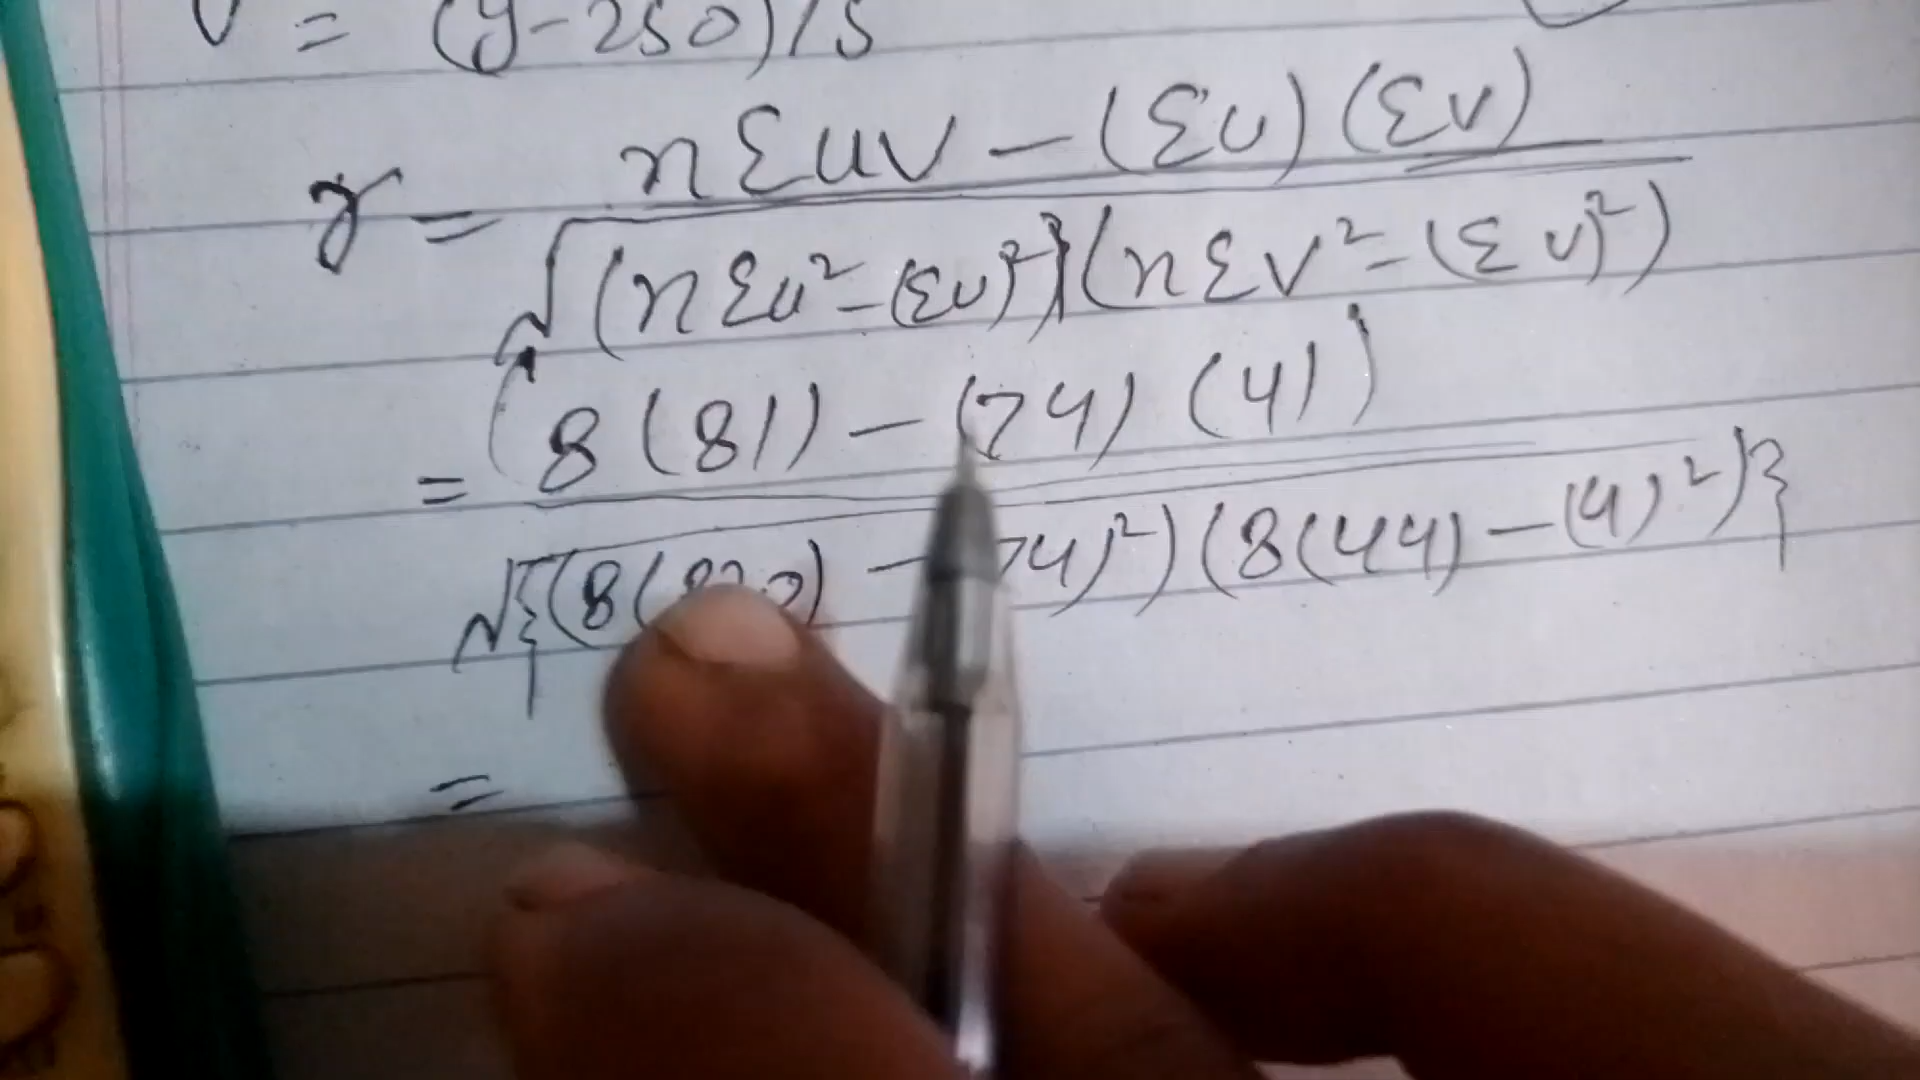 v = (y-250)/5
r = nΣuv - (Σu) (Σv)
√(nΣu² - (Σu)²)(nΣv² - (Σv)²)
= (8(81) - (74) (4))
√{(8( ) - 74)²)(8(44) - (4)²)}
=